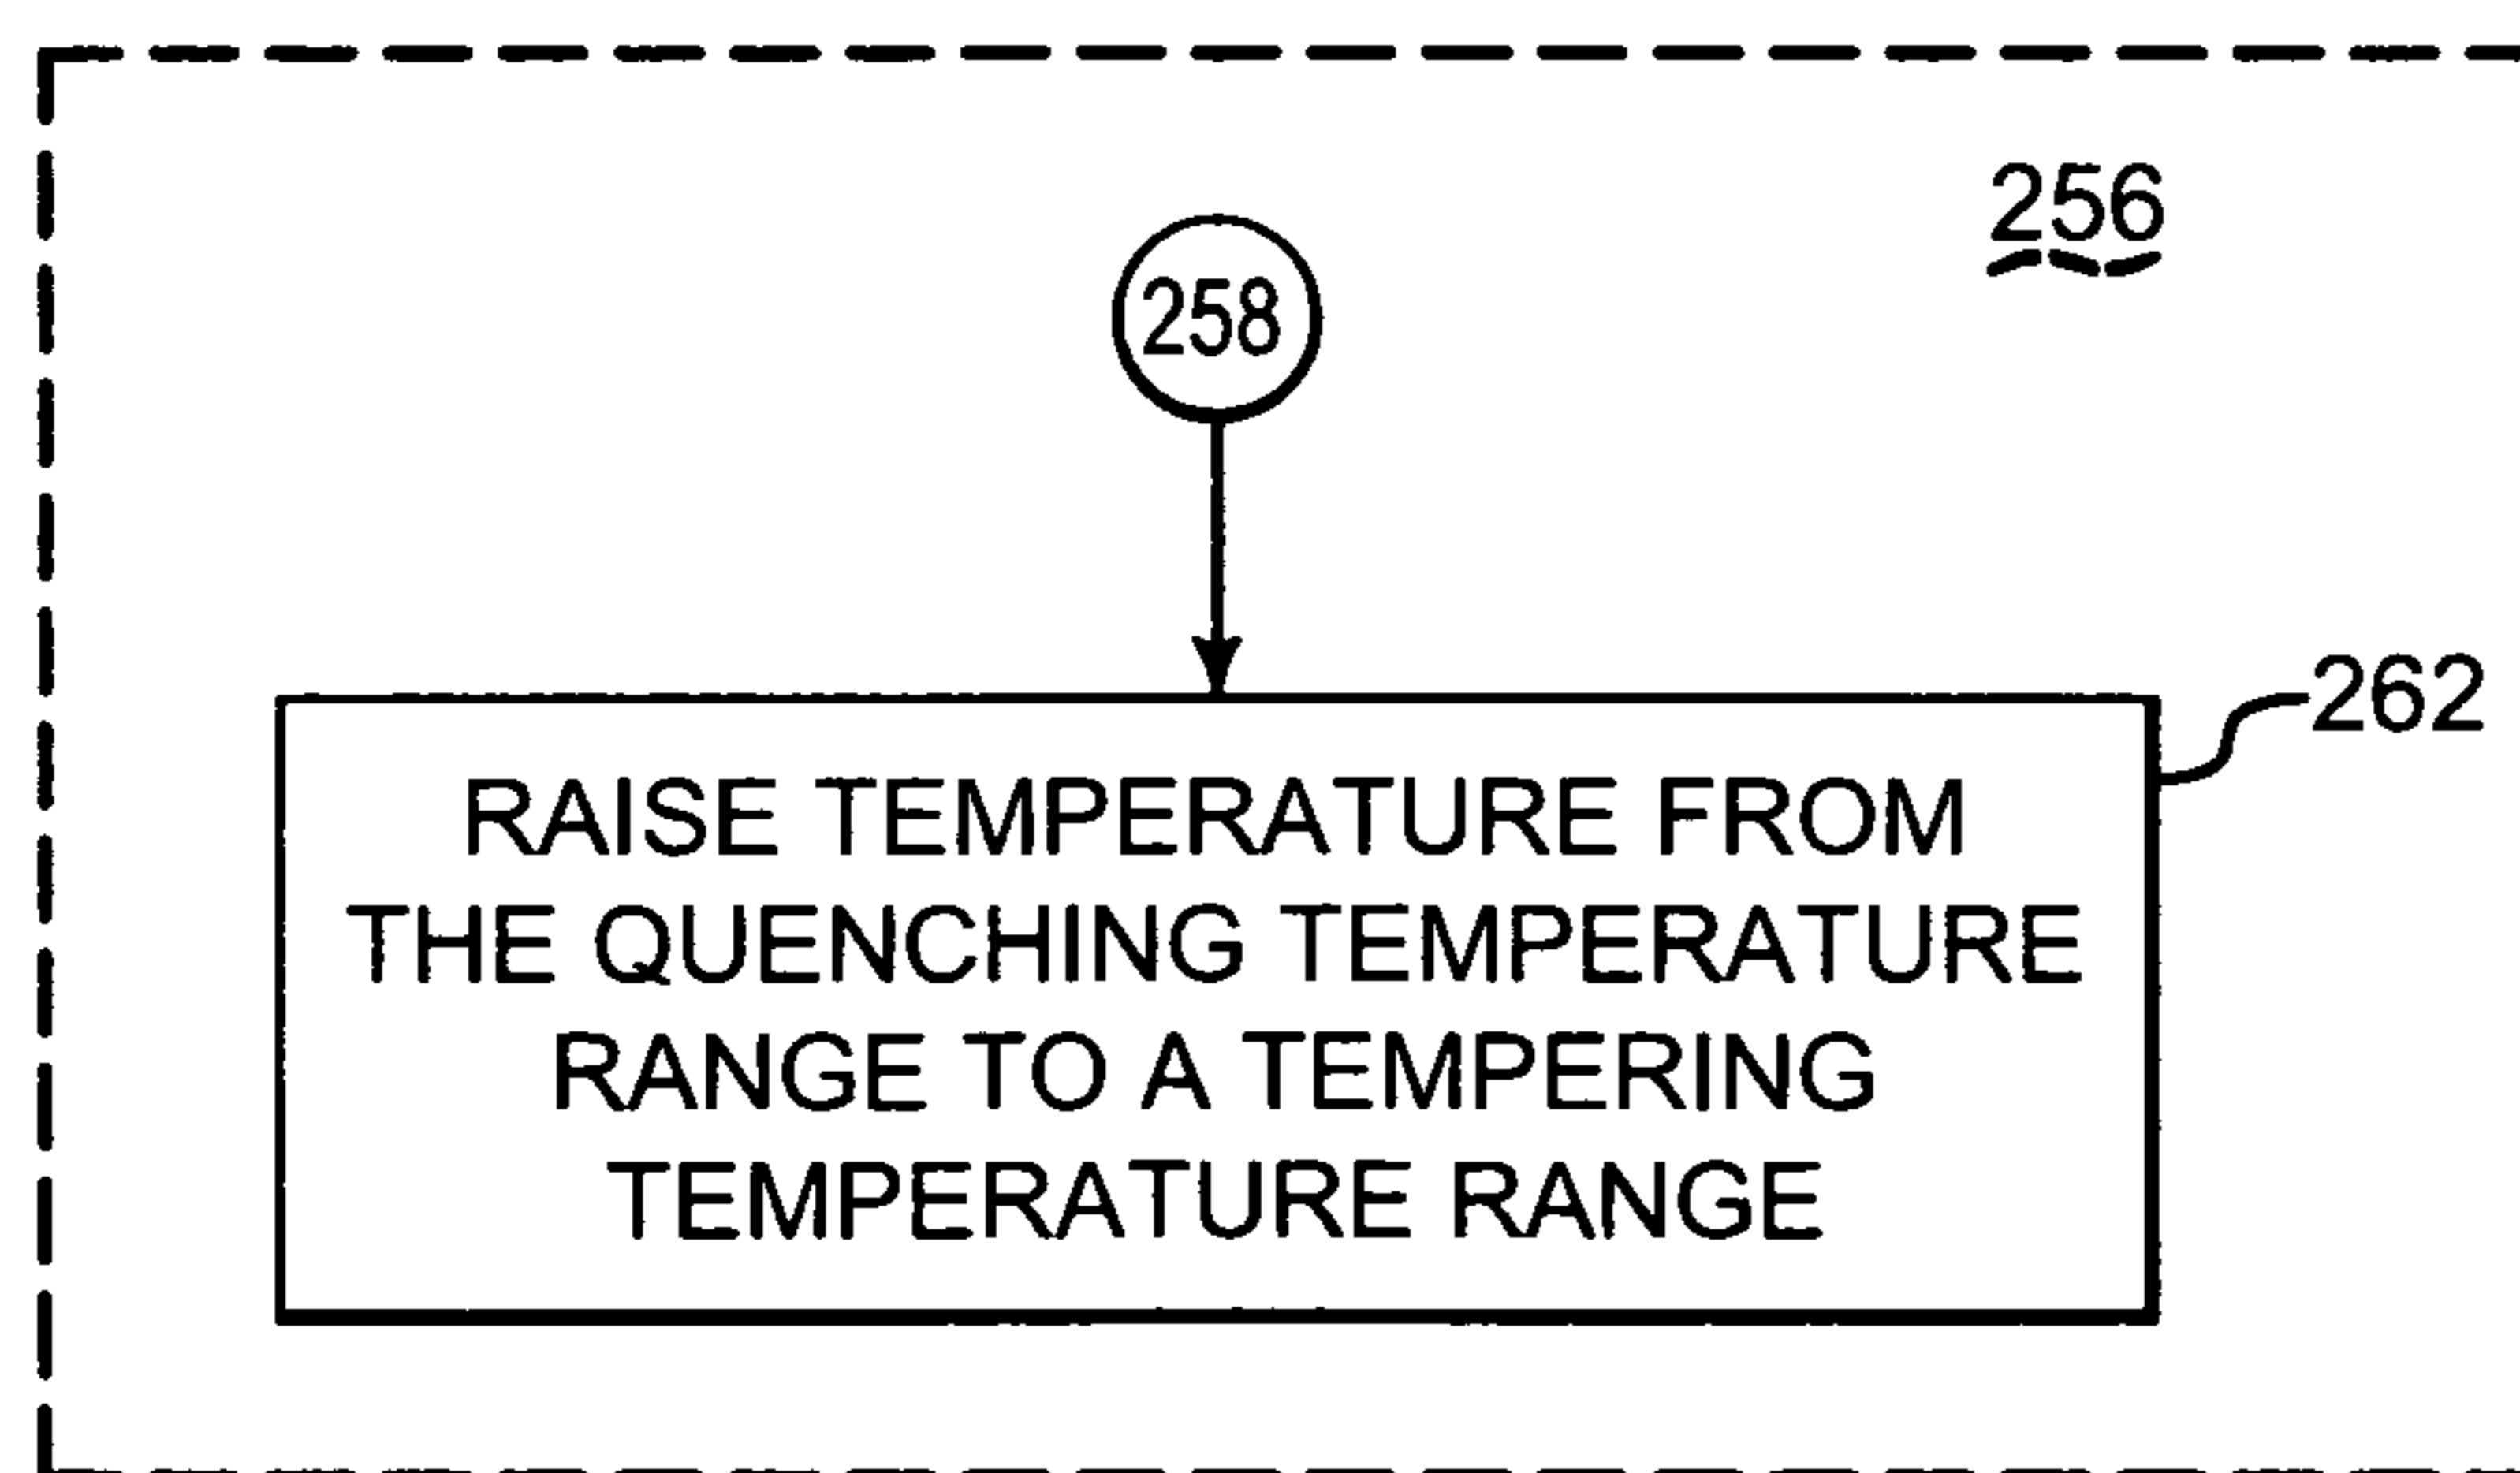 256
258
262
RAISE TEMPERATURE FROM
THE QUENCHING TEMPERATURE
RANGE TO A TEMPERING
TEMPERATURE RANGE